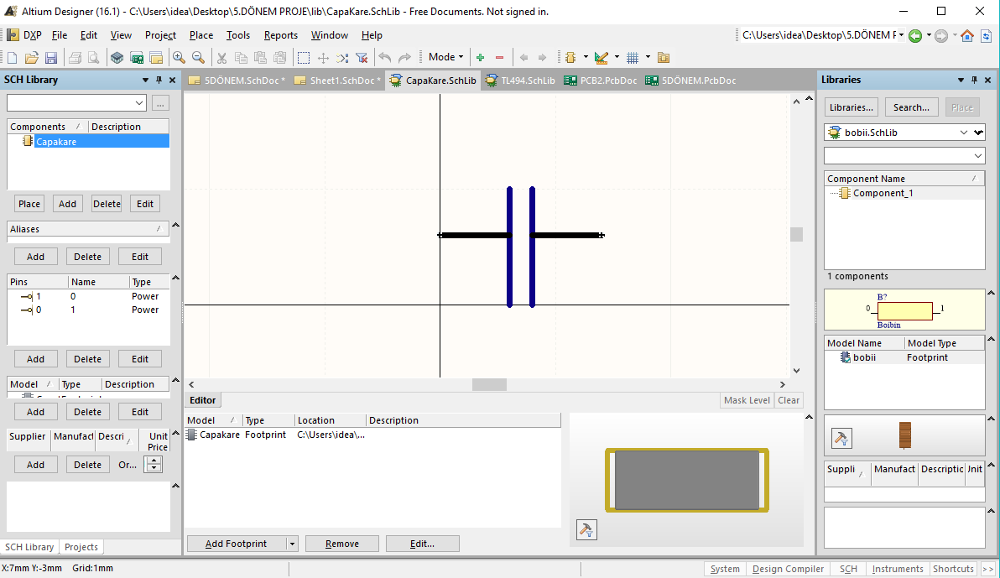 Altium Designer (16.1) - C:\Users\idea\Desktop\5.DÖNEM PROJE\lib\CapaKare.SchLib - Free Documents. Not signed in.
DXP File Edit View Project Place Tools Reports Window Help
C:\Users\idea\Desktop\5.DÖNEM F
Mode
SCH Library
5DÖNEM.SchDoc * Sheet1.SchDoc * CapaKare.SchLib TL494.SchLib PCB2.PcbDoc 5DÖNEM.PcbDoc
...
Components Description
Capakare
Place Add Delete Edit
Aliases
Add Delete Edit
Pins Name Type
1 0 Power
0 1 Power
Add Delete Edit
Model Type Description
Add Delete Edit
Supplier Manufact Descri Unit Price
Add Delete Or...
SCH Library Projects
Editor
Mask Level Clear
Model Type Location Description
Capakare Footprint C:\Users\idea\...
Add Footprint Remove Edit...
Libraries
Libraries... Search... Place
bobii.SchLib
Component Name
Component_1
1 components
B?
0 1
Boibin
Model Name Model Type
bobii Footprint
Suppli Manufact Descriptic Jnit
X:7mm Y:-3mm Grid:1mm
System Design Compiler SCH Instruments Shortcuts >>